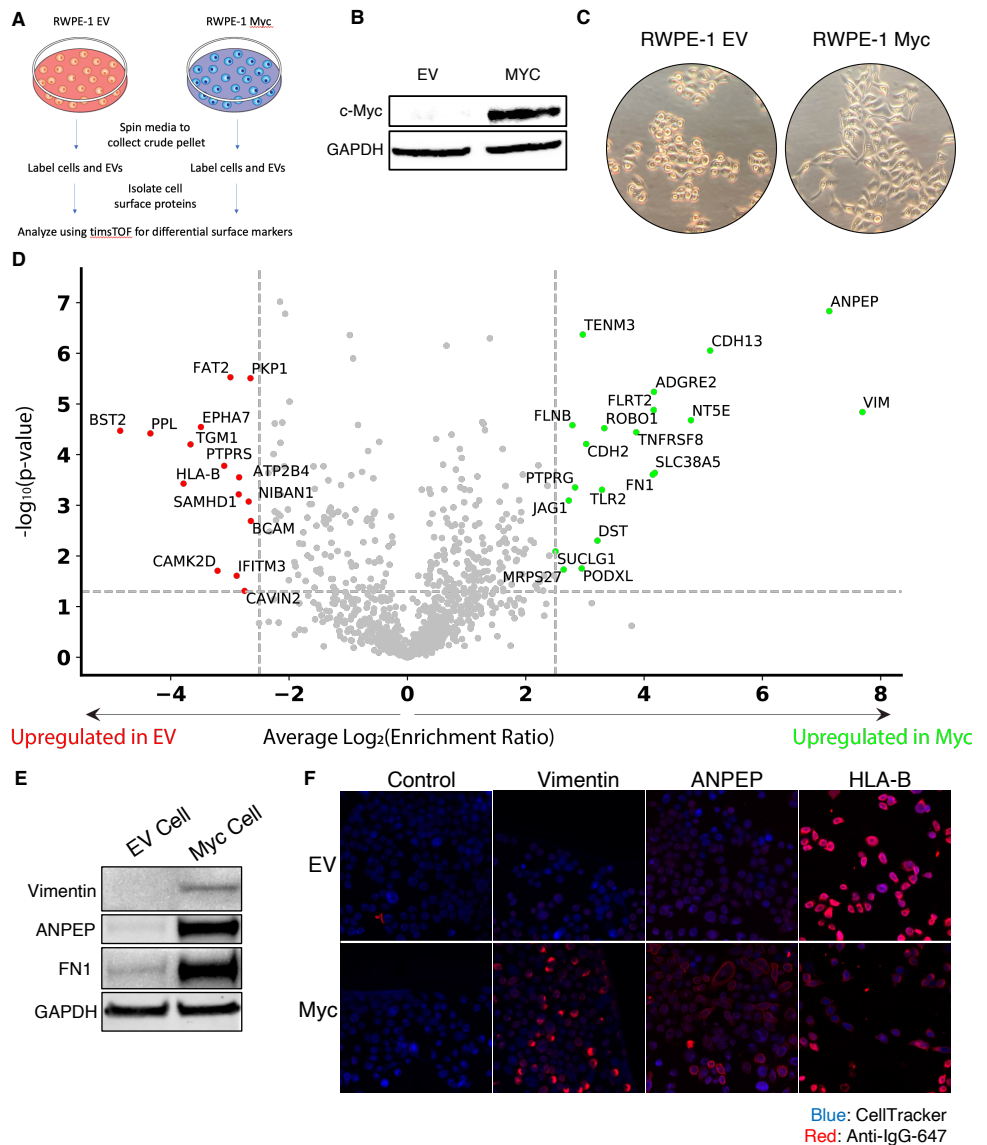 A
RWPE-1 EV
RWPE-1 Myc
Spin media to
collect crude pellet
Label cells and EVs
Label cells and EVs
Isolate cell
surface proteins
Analyze using timsTOF for differential surface markers
B
EV
MYC
c-Myc
GAPDH
C
RWPE-1 EV
RWPE-1 Myc
D
-log₁₀(p-value)
7
6
5
4
3
2
1
0
−4
−2
0
2
4
6
8
ANPEP
TENM3
CDH13
FAT2
PKP1
ADGRE2
FLRT2
VIM
BST2
PPL
EPHA7
FLNB
ROBO1
NT5E
TGM1
TNFRSF8
PTPRS
CDH2
HLA-B
ATP2B4
SLC38A5
PTPRG
FN1
SAMHD1
NIBAN1
JAG1
TLR2
BCAM
DST
CAMK2D
IFITM3
SUCLG1
MRPS27
PODXL
CAVIN2
Upregulated in EV
Average Log₂(Enrichment Ratio)
Upregulated in Myc
E
EV Cell
Myc Cell
Vimentin
ANPEP
FN1
GAPDH
F
Control
Vimentin
ANPEP
HLA-B
EV
Myc
Blue: CellTracker
Red: Anti-IgG-647